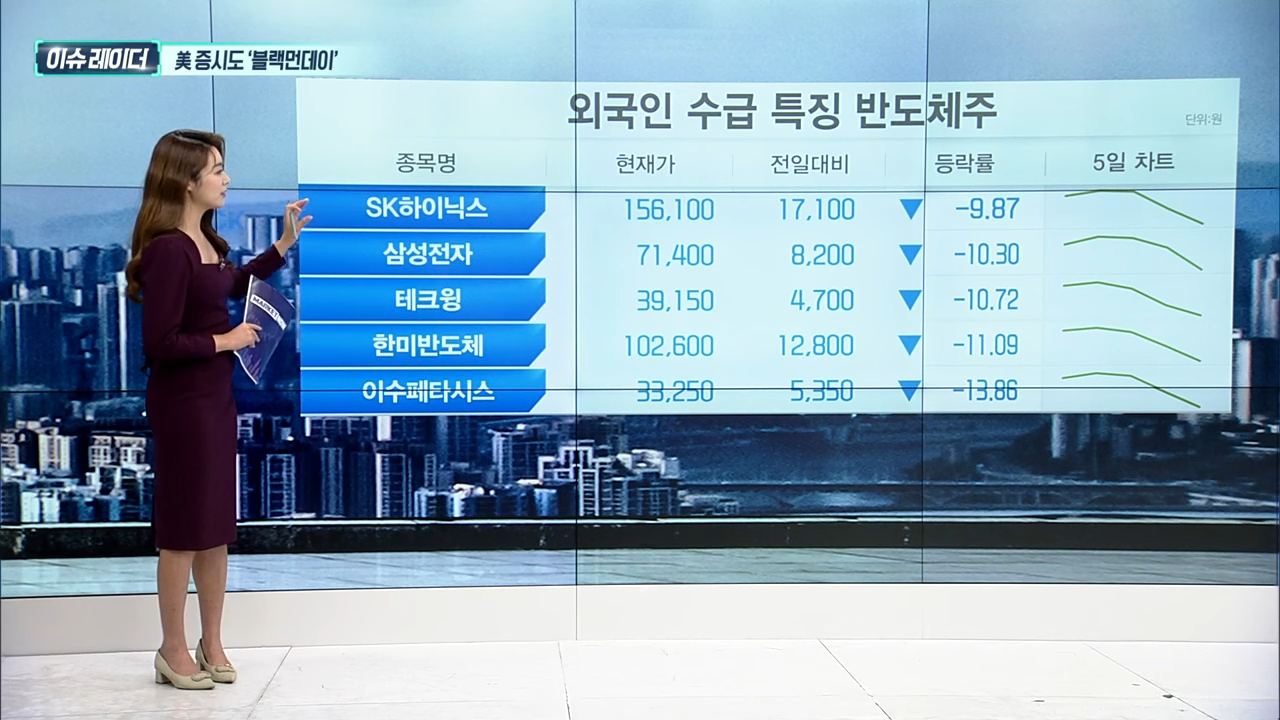 이슈 레이더 美 증시도 ‘블랙먼데이’
외국인 수급 특징 반도체주
단위:원
종목명 현재가 전일대비 등락률 5일 차트
SK하이닉스 156,100 17,100 ▼ -9.87
삼성전자 71,400 8,200 ▼ -10.30
테크윙 39,150 4,700 ▼ -10.72
한미반도체 102,600 12,800 ▼ -11.09
이수페타시스 33,250 5,350 ▼ -13.86